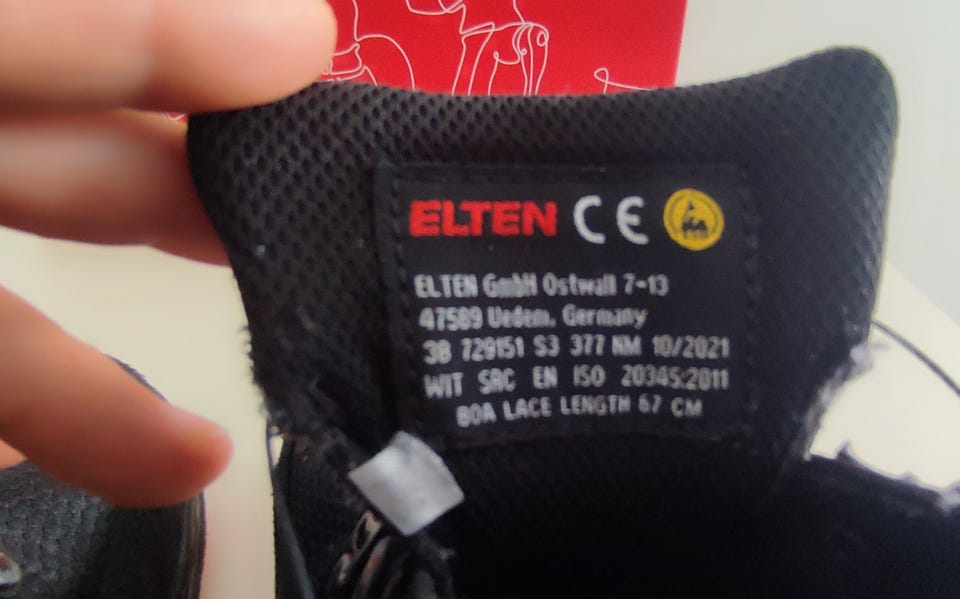 ELTEN CE
ELTEN GmbH Ostwall 7-13
47589 Uedem, Germany
38 729151 S3 377 NM 10/2021
WIT SRC EN ISO 20345:2011
BOA LACE LENGTH 67 CM